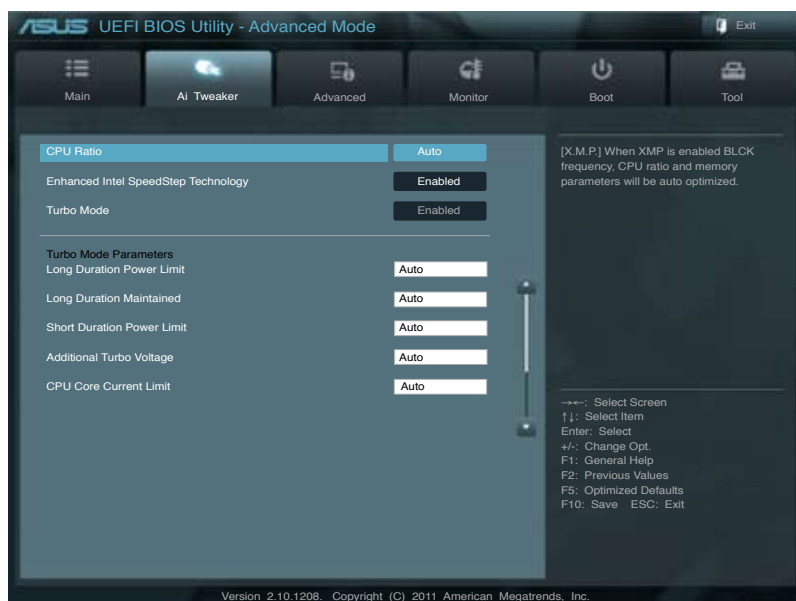 ASUS UEFI BIOS Utility - Advanced Mode
Exit
Main
Ai Tweaker
Advanced
Monitor
Boot
Tool
CPU Ratio Auto
Enhanced Intel SpeedStep Technology Enabled
Turbo Mode Enabled
Turbo Mode Parameters
Long Duration Power Limit Auto
Long Duration Maintained Auto
Short Duration Power Limit Auto
Additional Turbo Voltage Auto
CPU Core Current Limit Auto
[X.M.P.] When XMP is enabled BLCK
frequency, CPU ratio and memory
parameters will be auto optimized.
→←: Select Screen
↑↓: Select Item
Enter: Select
+/-: Change Opt.
F1: General Help
F2: Previous Values
F5: Optimized Defaults
F10: Save ESC: Exit
Version 2.10.1208. Copyright (C) 2011 American Megatrends, Inc.